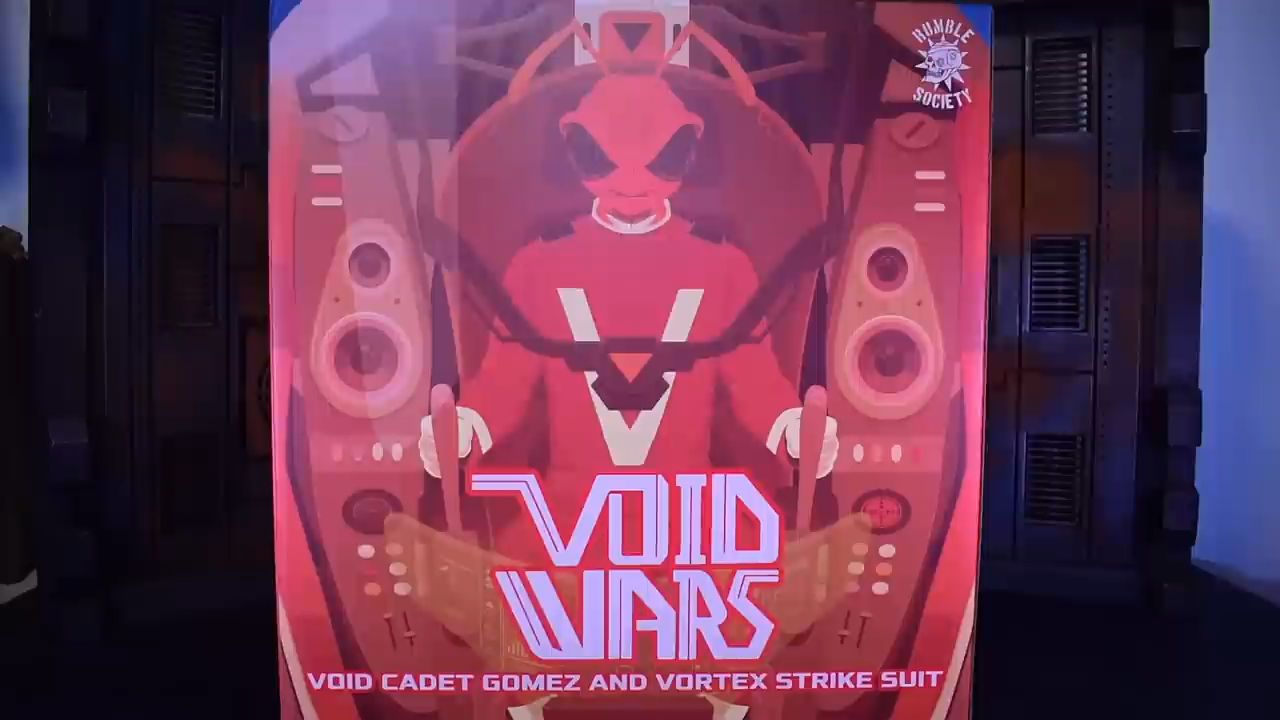 RUMBLE
SOCIETY
V
VOID
WARS
VOID CADET GOMEZ AND VORTEX STRIKE SUIT